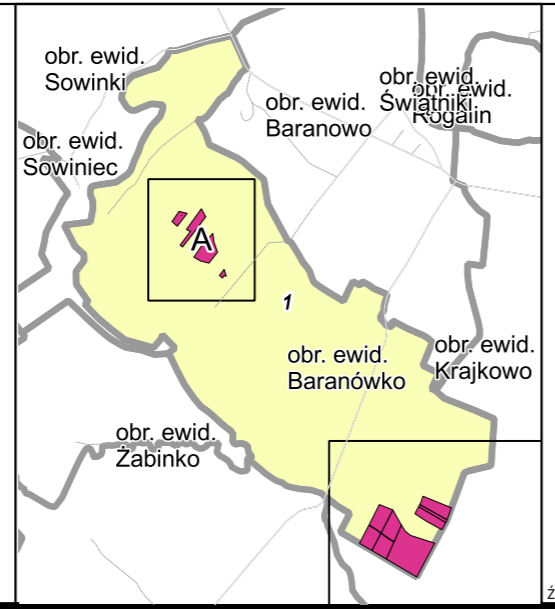 obr. ewid.
Sowinki
obr. ewid.
Świątniki
obr. ewid.
Rogalin
obr. ewid.
Baranowo
obr. ewid.
Sowiniec
A
1
obr. ewid.
Baranówko
obr. ewid.
Krajkowo
obr. ewid.
Żabinko
Ź